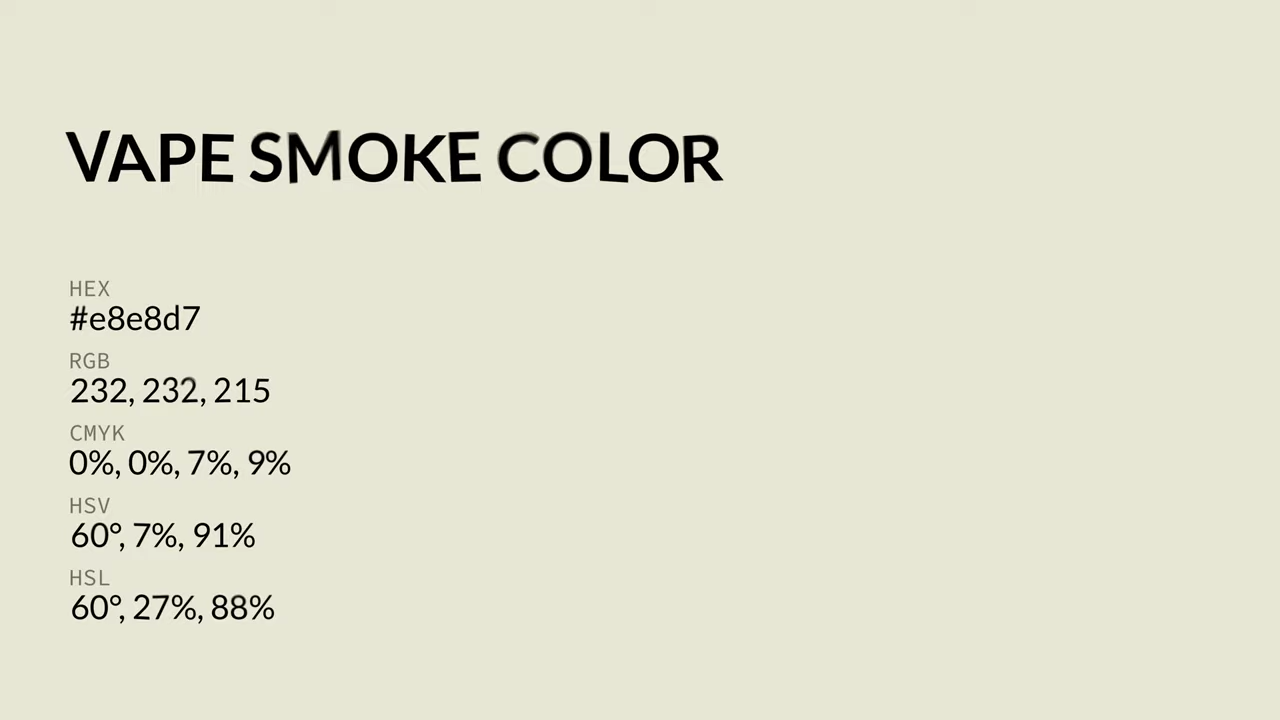 VAPE SMOKE COLOR
HEX
#e8e8d7
RGB
232, 232, 215
CMYK
0%, 0%, 7%, 9%
HSV
60°, 7%, 91%
HSL
60°, 27%, 88%